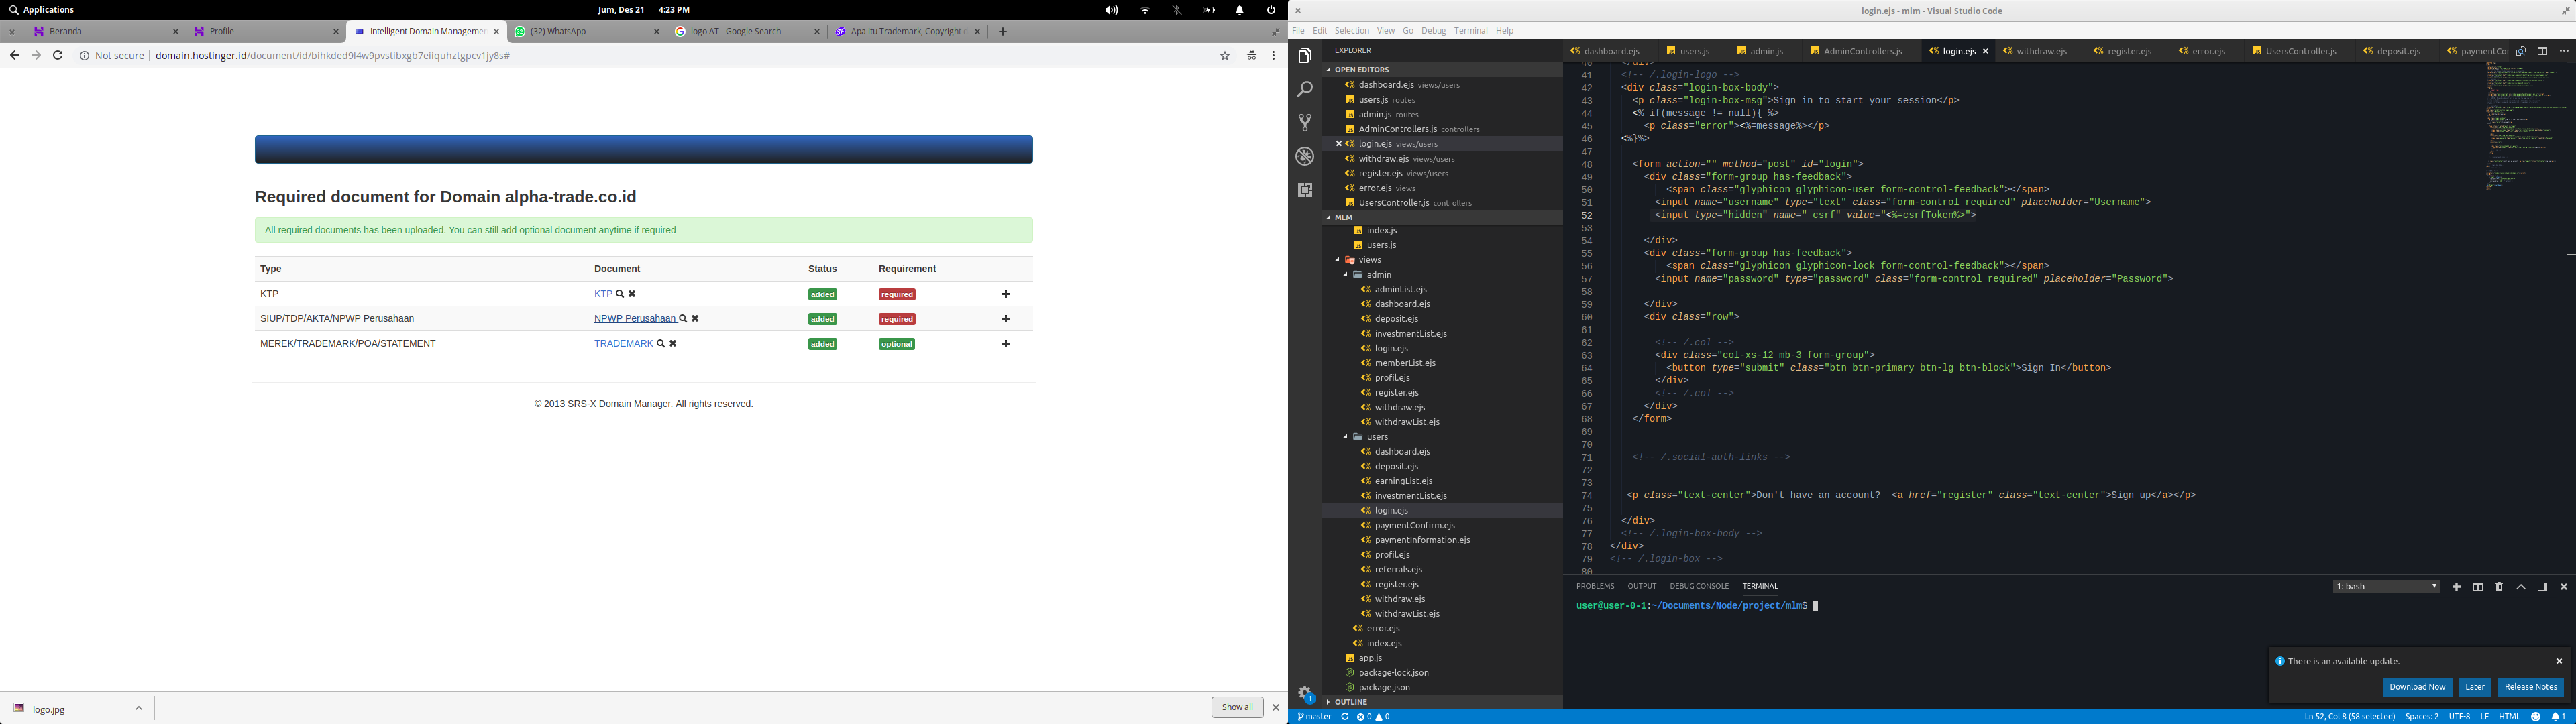 Applications
Jum, Des 21 4:23 PM
Beranda
Profile
Intelligent Domain Managemen
(32) WhatsApp
logo AT - Google Search
Apa Itu Trademark, Copyright d
Not secure | domain.hostinger.id/document/id/bihkded9l4w9pvstibxgb7eiiquhztgpcv1jy8s#
Required document for Domain alpha-trade.co.id
All required documents has been uploaded. You can still add optional document anytime if required
Type Document Status Requirement
KTP KTP added required
SIUP/TDP/AKTA/NPWP Perusahaan NPWP Perusahaan added required
MEREK/TRADEMARK/POA/STATEMENT TRADEMARK added optional
© 2013 SRS-X Domain Manager. All rights reserved.
logo.jpg
Show all
login.ejs - mlm - Visual Studio Code
File Edit Selection View Go Debug Terminal Help
EXPLORER
OPEN EDITORS
dashboard.ejs views/users
users.js routes
admin.js routes
AdminControllers.js controllers
login.ejs views/users
withdraw.ejs views/users
register.ejs views/users
error.ejs views
UsersController.js controllers
MLM
index.js
users.js
views
admin
adminList.ejs
dashboard.ejs
deposit.ejs
investmentList.ejs
login.ejs
memberList.ejs
profil.ejs
register.ejs
withdraw.ejs
withdrawList.ejs
users
dashboard.ejs
deposit.ejs
earningList.ejs
investmentList.ejs
login.ejs
paymentConfirm.ejs
paymentInformation.ejs
profil.ejs
referrals.ejs
register.ejs
withdraw.ejs
withdrawList.ejs
error.ejs
index.ejs
app.js
package-lock.json
package.json
OUTLINE
dashboard.ejs users.js admin.js AdminControllers.js login.ejs withdraw.ejs register.ejs error.ejs UsersController.js deposit.ejs paymentCo
40 </div>
41 <!-- /.login-logo -->
42 <div class="login-box-body">
43 <p class="login-box-msg">Sign in to start your session</p>
44 <% if(message != null){ %>
45 <p class="error"><%=message%></p>
46 <%}%>
47
48 <form action="" method="post" id="login">
49 <div class="form-group has-feedback">
50 <span class="glyphicon glyphicon-user form-control-feedback"></span>
51 <input name="username" type="text" class="form-control required" placeholder="Username">
52 <input type="hidden" name="_csrf" value="<%=csrfToken%>">
53
54 </div>
55 <div class="form-group has-feedback">
56 <span class="glyphicon glyphicon-lock form-control-feedback"></span>
57 <input name="password" type="password" class="form-control required" placeholder="Password">
58
59 </div>
60 <div class="row">
61
62 <!-- /.col -->
63 <div class="col-xs-12 mb-3 form-group">
64 <button type="submit" class="btn btn-primary btn-lg btn-block">Sign In</button>
65 </div>
66 <!-- /.col -->
67 </div>
68 </form>
69
70
71 <!-- /.social-auth-links -->
72
73
74 <p class="text-center">Don't have an account? <a href="register" class="text-center">Sign up</a></p>
75
76 </div>
77 <!-- /.login-box-body -->
78 </div>
79 <!-- /.login-box -->
80
PROBLEMS OUTPUT DEBUG CONSOLE TERMINAL
1: bash
user@user-0-1:~/Documents/Node/project/mlm$
There is an available update.
Download Now Later Release Notes
1
master 0 0
Ln 52, Col 8 (58 selected) Spaces: 2 UTF-8 LF HTML 1